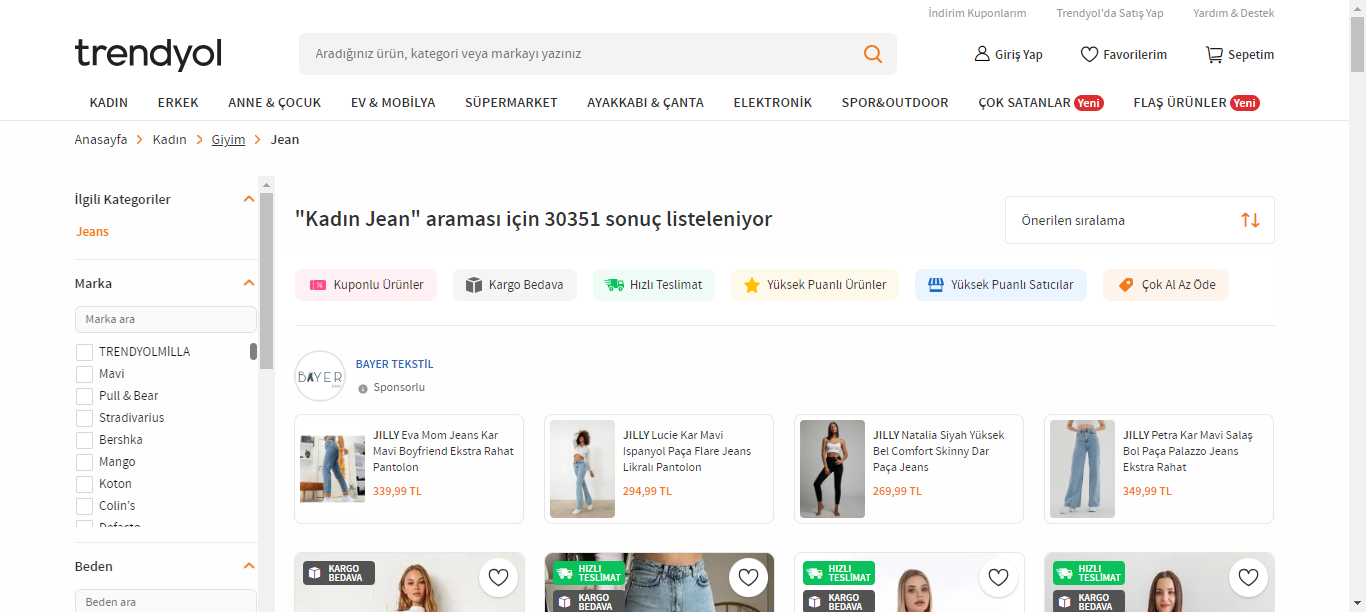 İndirim Kuponlarım Trendyol'da Satış Yap Yardım & Destek
trendyol
Aradığınız ürün, kategori veya markayı yazınız
Giriş Yap Favorilerim Sepetim
KADIN ERKEK ANNE & ÇOCUK EV & MOBİLYA SÜPERMARKET AYAKKABI & ÇANTA ELEKTRONİK SPOR&OUTDOOR ÇOK SATANLAR Yeni FLAŞ ÜRÜNLER Yeni
Anasayfa > Kadın > Giyim > Jean
İlgili Kategoriler
Jeans
Marka
Marka ara
TRENDYOLMİLLA
Mavi
Pull & Bear
Stradivarius
Bershka
Mango
Koton
Colin's
Defacto
Beden
Beden ara
"Kadın Jean" araması için 30351 sonuç listeleniyor
Önerilen sıralama
Kuponlu Ürünler Kargo Bedava Hızlı Teslimat Yüksek Puanlı Ürünler Yüksek Puanlı Satıcılar Çok Al Az Öde
BAYER
BAYER TEKSTİL
Sponsorlu
JILLY Eva Mom Jeans Kar
Mavi Boyfriend Ekstra Rahat
Pantolon
339,99 TL
JILLY Lucie Kar Mavi
Ispanyol Paça Flare Jeans
Likralı Pantolon
294,99 TL
JILLY Natalia Siyah Yüksek
Bel Comfort Skinny Dar
Paça Jeans
269,99 TL
JILLY Petra Kar Mavi Salaş
Bol Paça Palazzo Jeans
Ekstra Rahat
349,99 TL
KARGO
BEDAVA
HIZLI
TESLİMAT
KARGO
BEDAVA
HIZLI
TESLİMAT
KARGO
BEDAVA
HIZLI
TESLİMAT
KARGO
BEDAVA